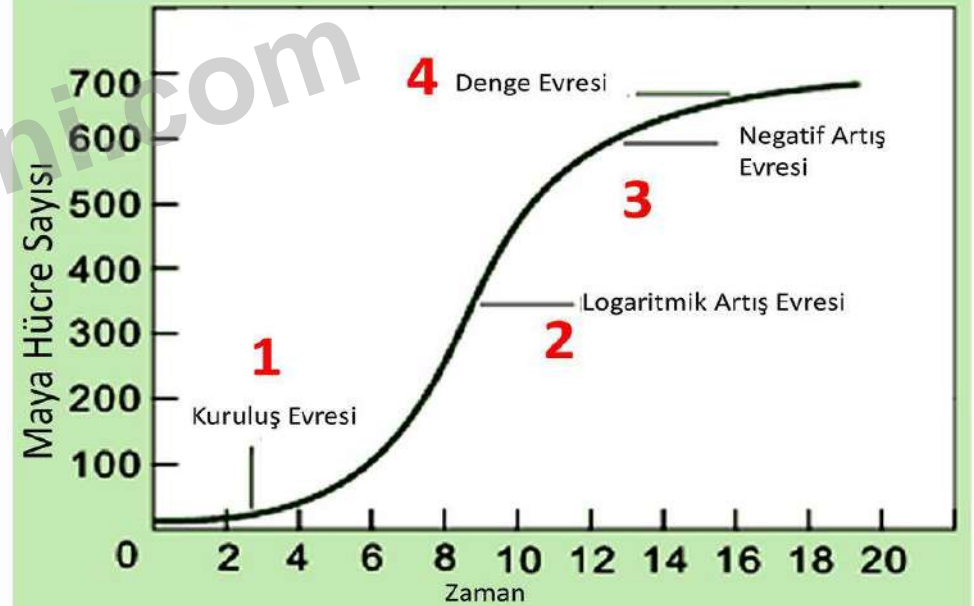 ni.com
700
4 Denge Evresi
600
Negatif Artış
Evresi
3
500
400
Logaritmik Artış Evresi
2
300
1
200
Kuruluş Evresi
100
0 2 4 6 8 10 12 14 16 18 20
Zaman
Maya Hücre Sayısı